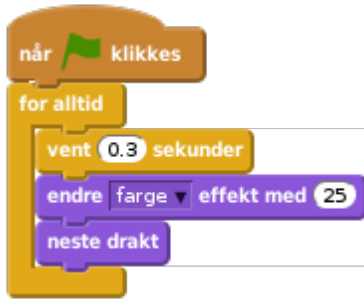 når klikkes
for alltid
vent 0.3 sekunder
endre farge effekt med 25
neste drakt